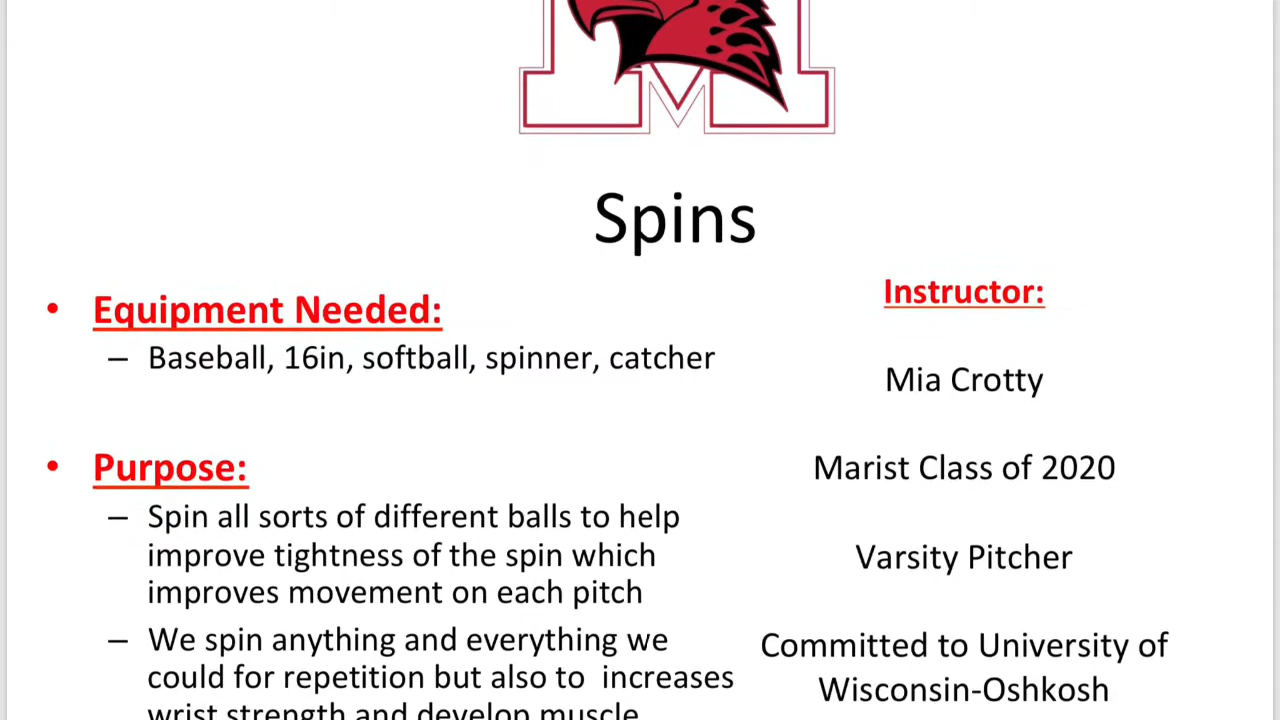 M
Spins
• Equipment Needed:
– Baseball, 16in, softball, spinner, catcher
• Purpose:
– Spin all sorts of different balls to help
improve tightness of the spin which
improves movement on each pitch
– We spin anything and everything we
could for repetition but also to  increases
wrist strength and develop muscle
Instructor:
Mia Crotty
Marist Class of 2020
Varsity Pitcher
Committed to University of
Wisconsin-Oshkosh